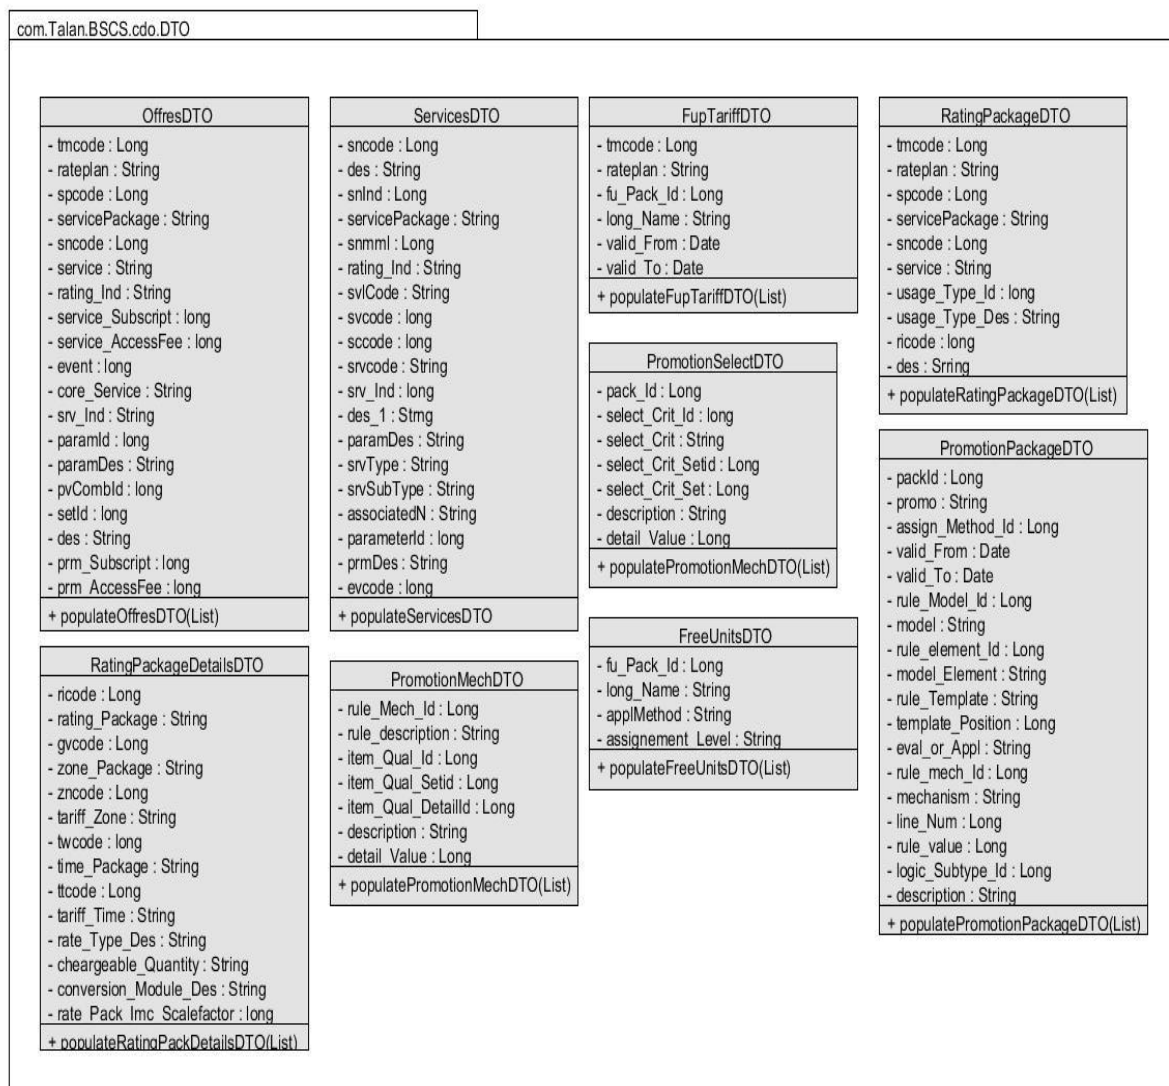 com.Talan.BSCS.cdo.DTO
OffresDTO
- tmcode : Long
- rateplan : String
- spcode : Long
- servicePackage : String
- sncode : Long
- service : String
- rating_Ind : String
- service_Subscript : long
- service_AccessFee : long
- event : long
- core_Service : String
- srv_Ind : String
- paramId : long
- paramDes : String
- pvCombId : long
- setId : long
- des : String
- prm_Subscript : long
- prm_AccessFee : long
+ populateOffresDTO(List)
ServicesDTO
- sncode : Long
- des : String
- snInd : Long
- servicePackage : String
- snmml : Long
- rating_Ind : String
- svlCode : String
- svcode : long
- sccode : long
- srvcode : String
- srv_Ind : long
- des_1 : Strng
- paramDes : String
- srvType : String
- srvSubType : String
- associatedN : String
- parameterId : long
- prmDes : String
- evcode : long
+ populateServicesDTO
FupTariffDTO
- tmcode : Long
- rateplan : String
- fu_Pack_Id : Long
- long_Name : String
- valid_From : Date
- valid_To : Date
+ populateFupTariffDTO(List)
RatingPackageDTO
- tmcode : Long
- rateplan : String
- spcode : Long
- servicePackage : String
- sncode : Long
- service : String
- usage_Type_Id : long
- usage_Type_Des : String
- ricode : long
- des : Srring
+ populateRatingPackageDTO(List)
PromotionSelectDTO
- pack_Id : Long
- select_Crit_Id : long
- select_Crit : String
- select_Crit_Setid : Long
- select_Crit_Set : Long
- description : String
- detail_Value : Long
+ populatePromotionMechDTO(List)
PromotionPackageDTO
- packId : Long
- promo : String
- assign_Method_Id : Long
- valid_From : Date
- valid_To : Date
- rule_Model_Id : Long
- model : String
- rule_element_Id : Long
- model_Element : String
- rule_Template : String
- template_Position : Long
- eval_or_Appl : String
- rule_mech_Id : Long
- mechanism : String
- line_Num : Long
- rule_value : Long
- logic_Subtype_Id : Long
- description : String
+ populatePromotionPackageDTO(List)
RatingPackageDetailsDTO
- ricode : Long
- rating_Package : String
- gvcode : Long
- zone_Package : String
- zncode : Long
- tariff_Zone : String
- twcode : long
- time_Package : String
- ttcode : Long
- tariff_Time : String
- rate_Type_Des : String
- cheargeable_Quantity : String
- conversion_Module_Des : String
- rate_Pack_Imc_Scalefactor : long
+ populateRatingPackDetailsDTO(List)
PromotionMechDTO
- rule_Mech_Id : Long
- rule_description : String
- item_Qual_Id : Long
- item_Qual_Setid : Long
- item_Qual_DetailId : Long
- description : String
- detail_Value : Long
+ populatePromotionMechDTO(List)
FreeUnitsDTO
- fu_Pack_Id : Long
- long_Name : String
- applMethod : String
- assignement_Level : String
+ populateFreeUnitsDTO(List)